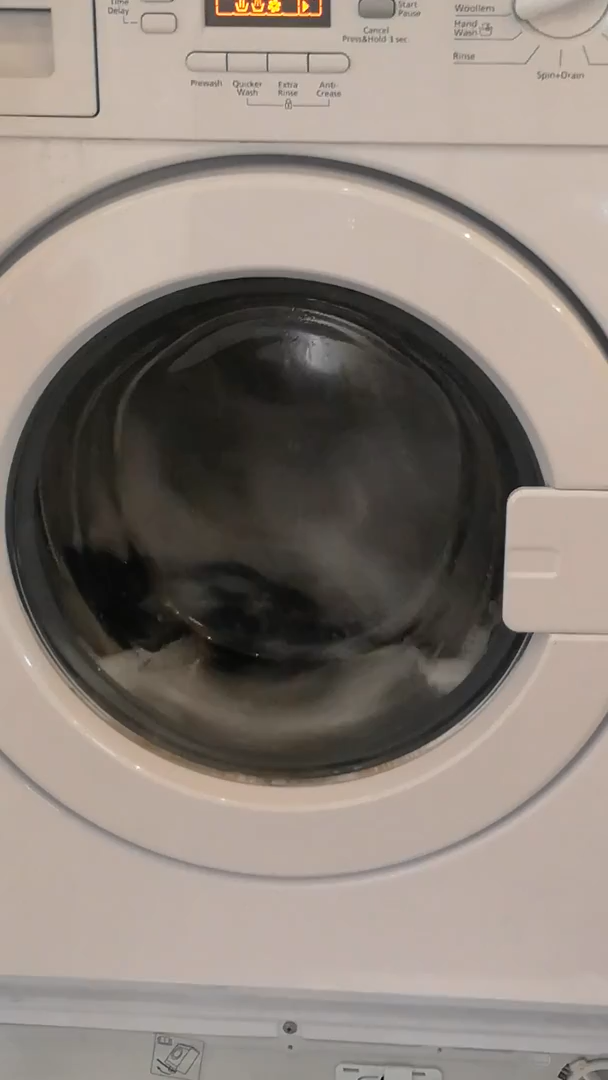 Time
Delay
Start
Pause
Cancel
Press&Hold 3 sec.
Woollens
Hand
Wash
Rinse
Spin+Drain
Prewash
Quicker
Wash
Extra
Rinse
Anti-
Crease